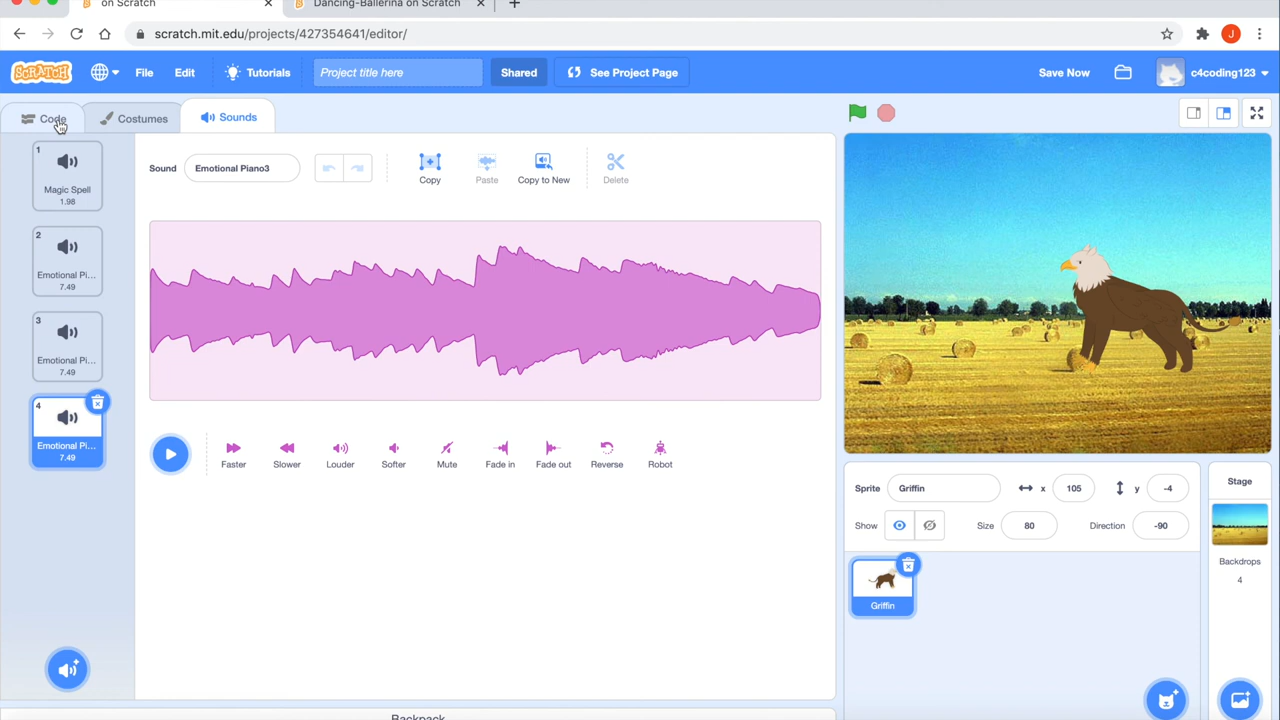 on Scratch
Dancing-Ballerina on Scratch
scratch.mit.edu/projects/427354641/editor/
J
SCRATCH
File
Edit
Tutorials
Project title here
Shared
See Project Page
Save Now
c4coding123
Code
Costumes
Sounds
1
Magic Spell
1.98
2
Emotional Pi...
7.49
3
Emotional Pi...
7.49
4
Emotional Pi...
7.49
Sound
Emotional Piano3
Copy
Paste
Copy to New
Delete
Faster
Slower
Louder
Softer
Mute
Fade in
Fade out
Reverse
Robot
Sprite
Griffin
x
105
y
-4
Show
Size
80
Direction
-90
Griffin
Stage
Backdrops
4
Backpack